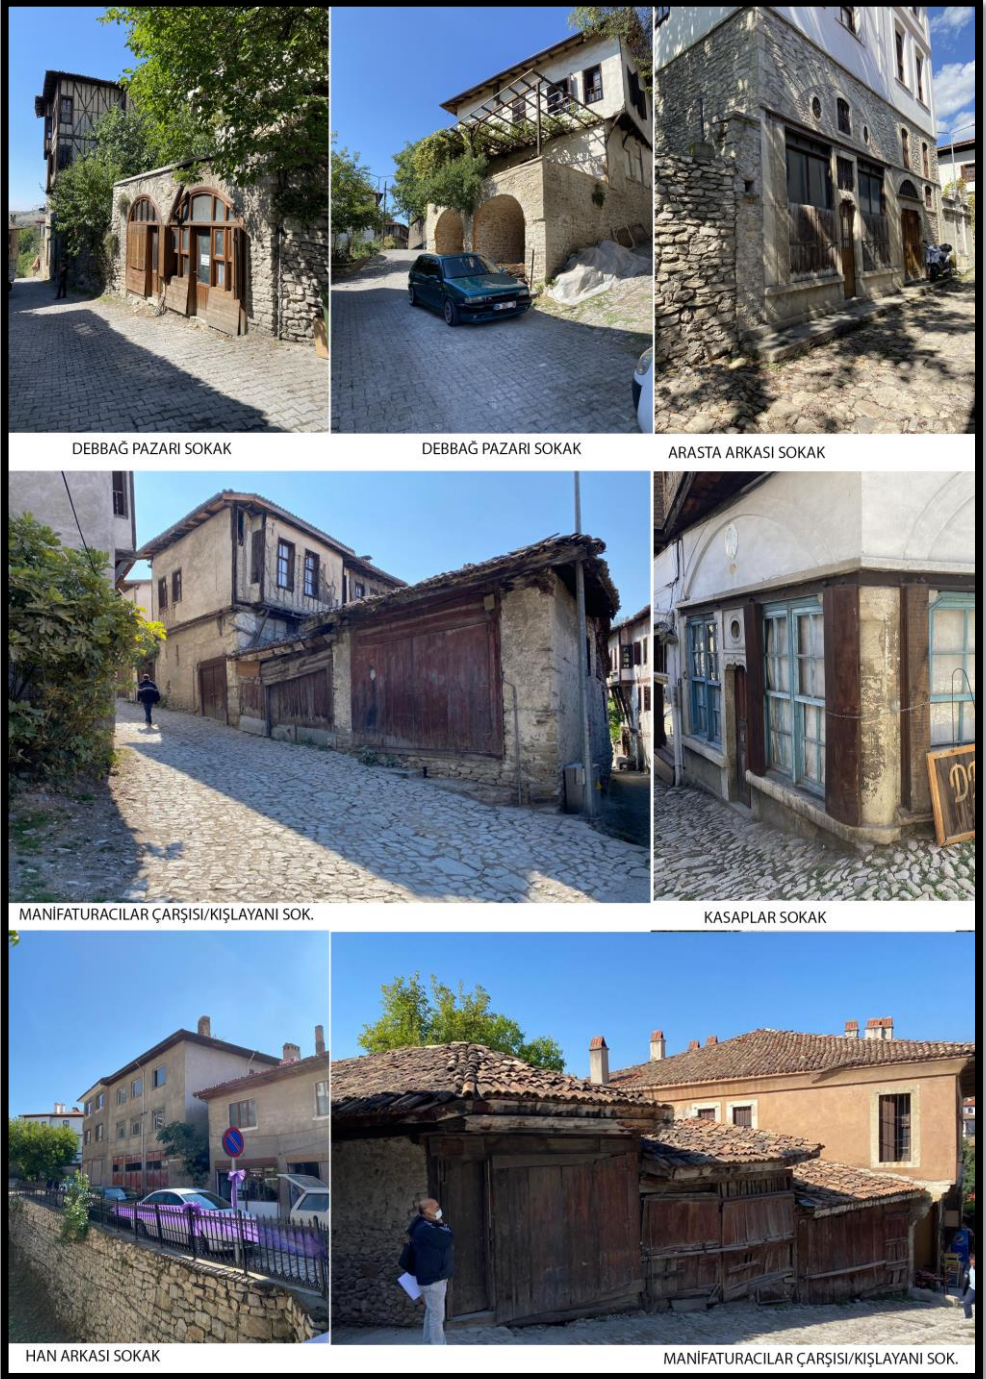 DEBBAĞ PAZARI SOKAK
DEBBAĞ PAZARI SOKAK
ARASTA ARKASI SOKAK
MANİFATURACILAR ÇARŞISI/KIŞLAYANI SOK.
KASAPLAR SOKAK
HAN ARKASI SOKAK
MANİFATURACILAR ÇARŞISI/KIŞLAYANI SOK.